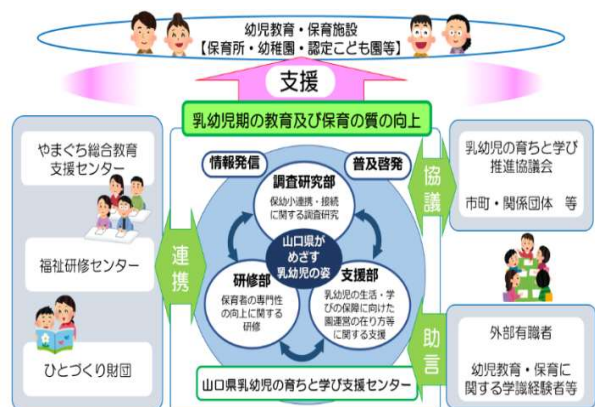 幼児教育・保育施設
【保育所・幼稚園・認定こども園等】
支援
乳幼児期の教育及び保育の質の向上
やまぐち総合教育
支援センター
福祉研修センター
ひとづくり財団
連携
情報発信
普及啓発
調査研究部
保幼小連携・接続
に関する調査研究
山口県が
めざす
乳幼児の姿
研修部
保育者の専門性
の向上に関する
研修
支援部
乳幼児の生活・学
びの保障に向けた
園運営の在り方等
に関する支援
山口県乳幼児の育ちと学び支援センター
協議
乳幼児の育ちと学び
推進協議会
市町・関係団体 等
助言
外部有識者
幼児教育・保育に
関する学識経験者等